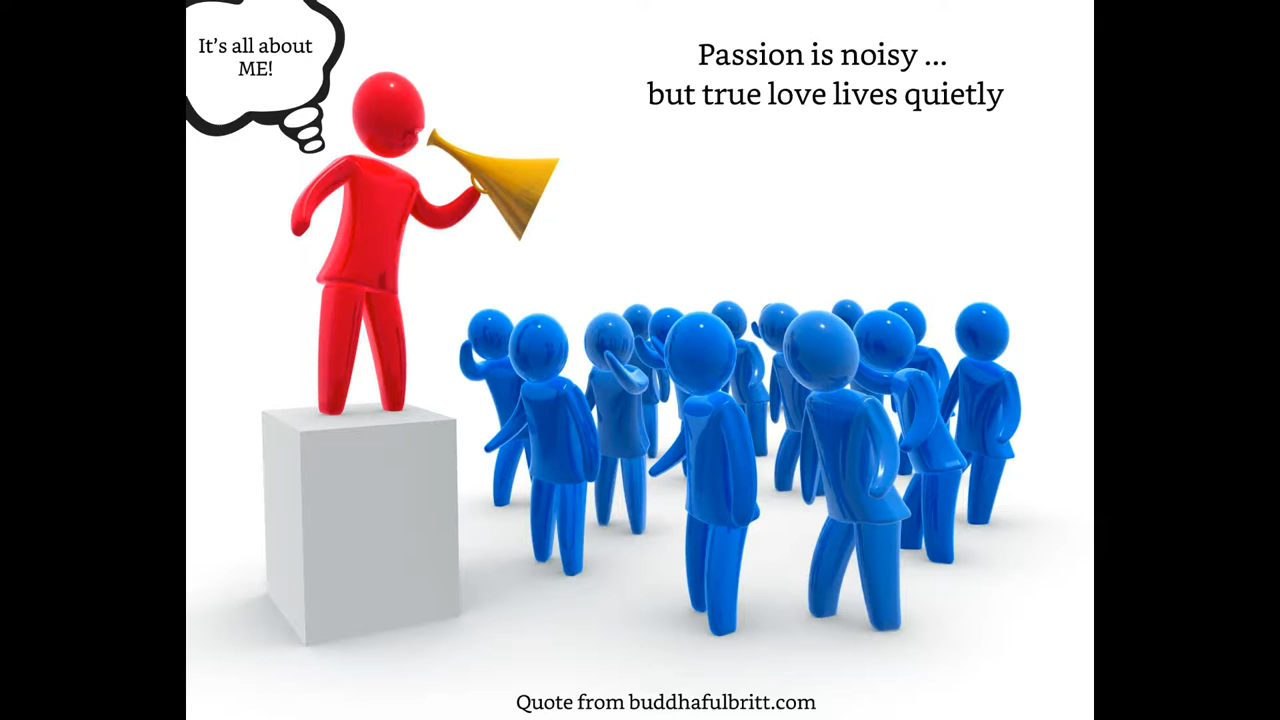 It's all about
ME!
Passion is noisy ...
but true love lives quietly
Quote from buddhafulbritt.com